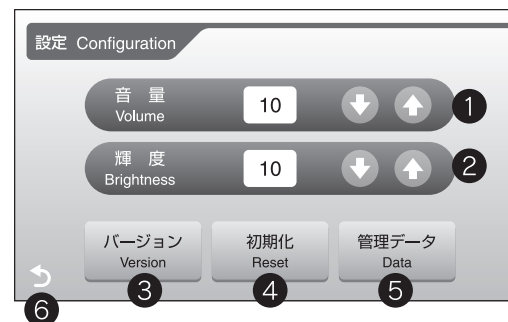 設定 Configuration
音 量
Volume
10
1
輝 度
Brightness
10
2
バージョン
Version
初期化
Reset
管理データ
Data
3
4
5
6